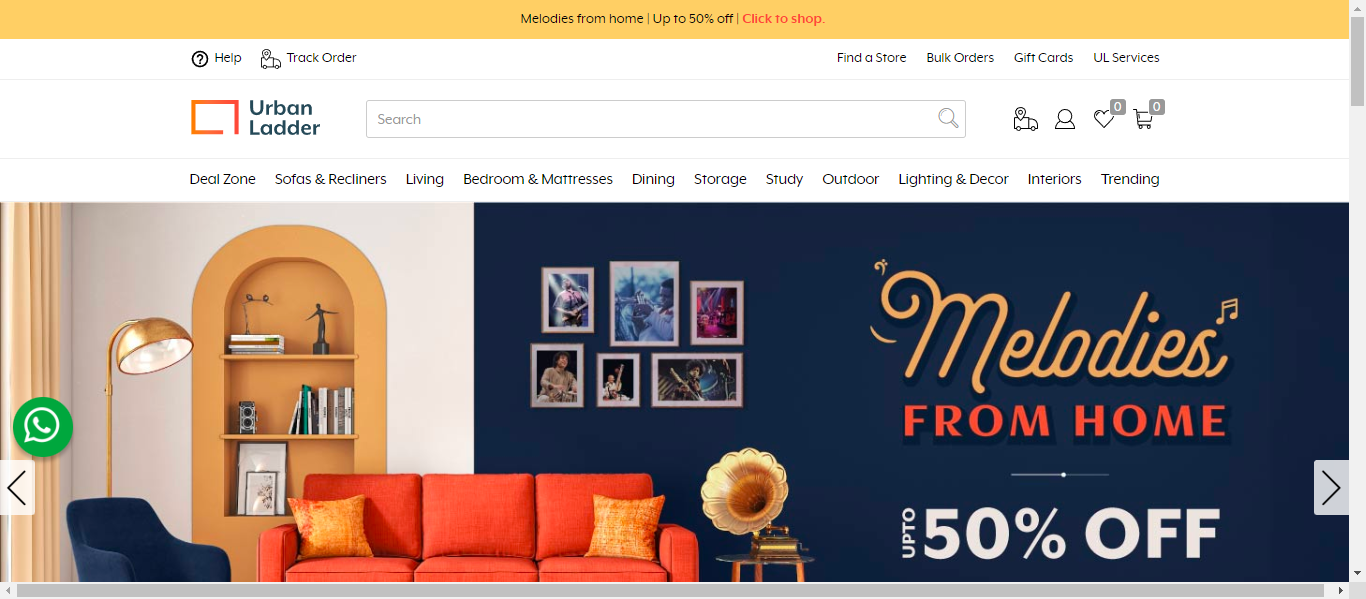 Melodies from home | Up to 50% off | Click to shop.
Help Track Order Find a Store Bulk Orders Gift Cards UL Services
Urban
Ladder
Search
0 0
Deal Zone Sofas & Recliners Living Bedroom & Mattresses Dining Storage Study Outdoor Lighting & Decor Interiors Trending
Melodies
FROM HOME
UPTO 50% OFF